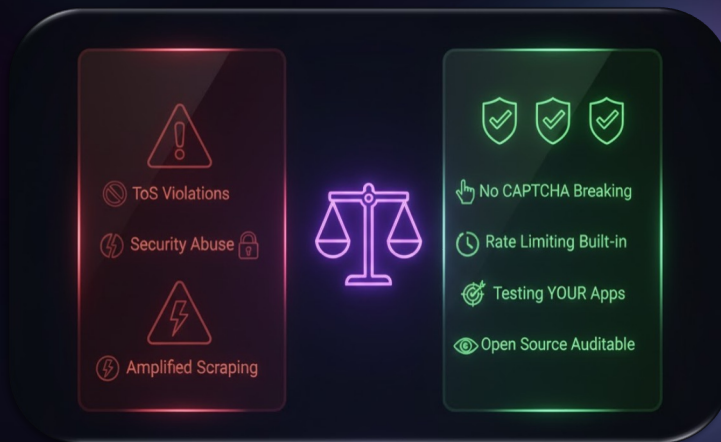 ToS Violations
Security Abuse
Amplified Scraping
No CAPTCHA Breaking
Rate Limiting Built-in
Testing YOUR Apps
Open Source Auditable